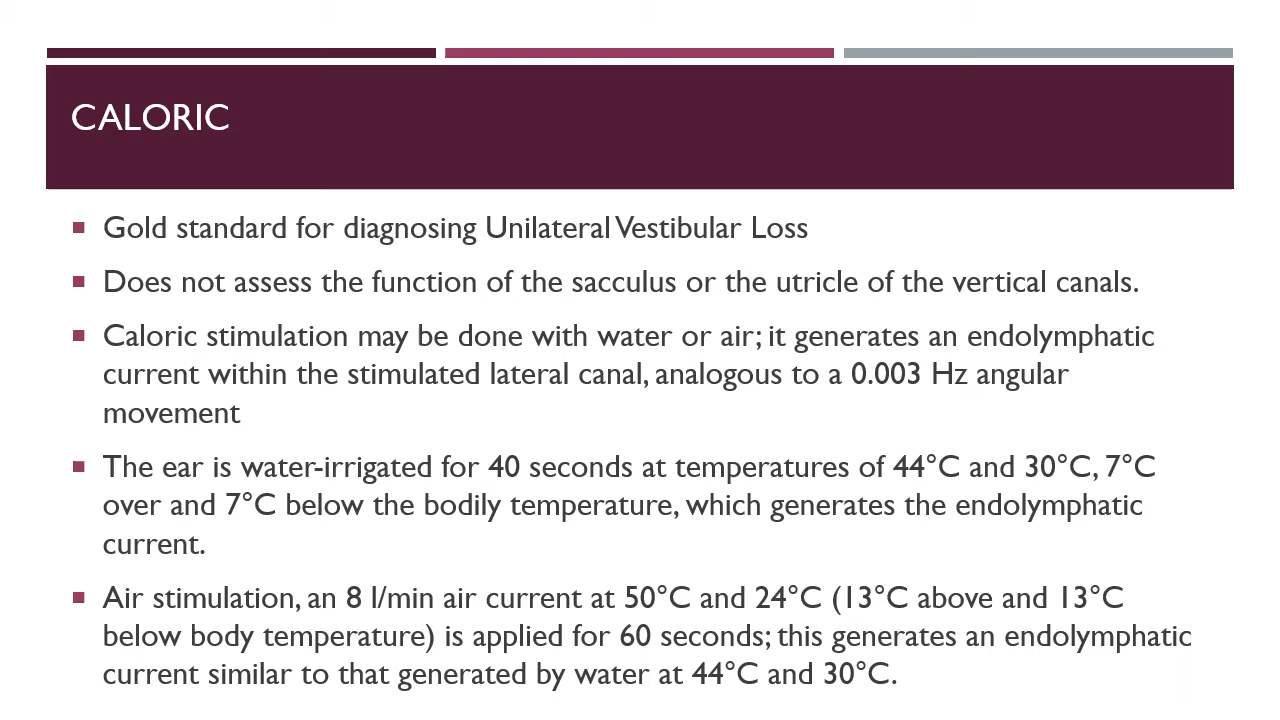 CALORIC
Gold standard for diagnosing Unilateral Vestibular Loss
Does not assess the function of the sacculus or the utricle of the vertical canals.
Caloric stimulation may be done with water or air; it generates an endolymphatic
current within the stimulated lateral canal, analogous to a 0.003 Hz angular
movement
The ear is water-irrigated for 40 seconds at temperatures of 44°C and 30°C, 7°C
over and 7°C below the bodily temperature, which generates the endolymphatic
current.
Air stimulation, an 8 l/min air current at 50°C and 24°C (13°C above and 13°C
below body temperature) is applied for 60 seconds; this generates an endolymphatic
current similar to that generated by water at 44°C and 30°C.